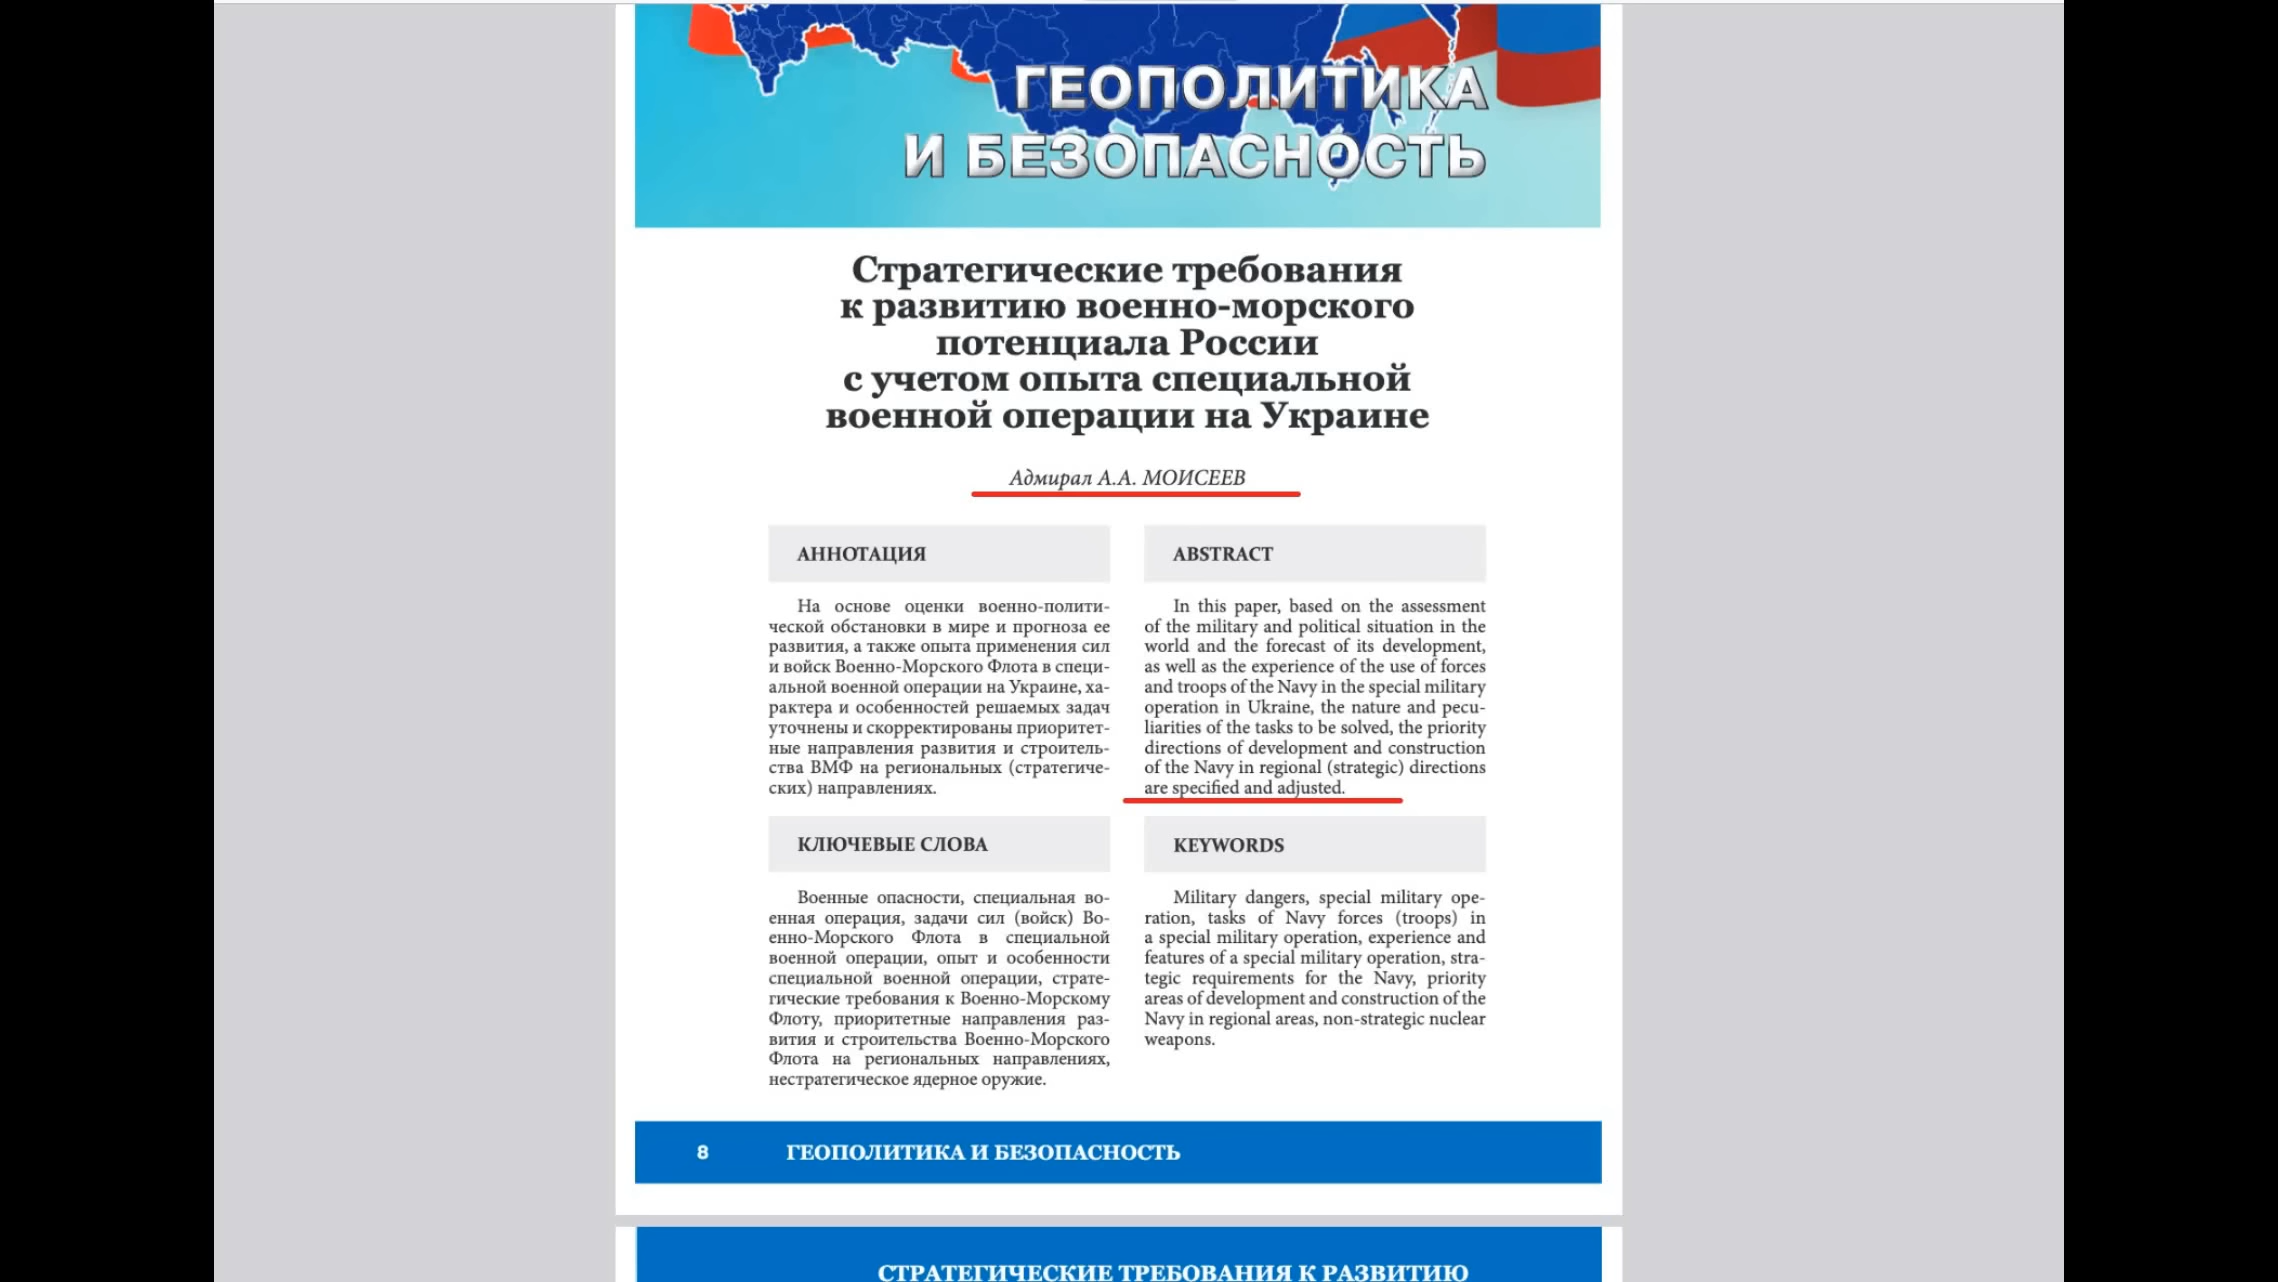 ГЕОПОЛИТИКА
И БЕЗОПАСНОСТЬ
Стратегические требования
к развитию военно-морского
потенциала России
с учетом опыта специальной
военной операции на Украине
Адмирал А.А. МОИСЕЕВ
АННОТАЦИЯ
На основе оценки военно-полити-
ческой обстановки в мире и прогноза ее
развития, а также опыта применения сил
и войск Военно-Морского Флота в специ-
альной военной операции на Украине, ха-
рактера и особенностей решаемых задач
уточнены и скорректированы приоритет-
ные направления развития и строитель-
ства ВМФ на региональных (стратегиче-
ских) направлениях.
ABSTRACT
In this paper, based on the assessment
of the military and political situation in the
world and the forecast of its development,
as well as the experience of the use of forces
and troops of the Navy in the special military
operation in Ukraine, the nature and pecu-
liarities of the tasks to be solved, the priority
directions of development and construction
of the Navy in regional (strategic) directions
are specified and adjusted.
КЛЮЧЕВЫЕ СЛОВА
Военные опасности, специальная во-
енная операция, задачи сил (войск) Во-
енно-Морского Флота в специальной
военной операции, опыт и особенности
специальной военной операции, страте-
гические требования к Военно-Морскому
Флоту, приоритетные направления раз-
вития и строительства Военно-Морского
Флота на региональных направлениях,
нестратегическое ядерное оружие.
KEYWORDS
Military dangers, special military ope-
ration, tasks of Navy forces (troops) in
a special military operation, experience and
features of a special military operation, stra-
tegic requirements for the Navy, priority
areas of development and construction of the
Navy in regional areas, non-strategic nuclear
weapons.
8 ГЕОПОЛИТИКА И БЕЗОПАСНОСТЬ
СТРАТЕГИЧЕСКИЕ ТРЕБОВАНИЯ К РАЗВИТИЮ